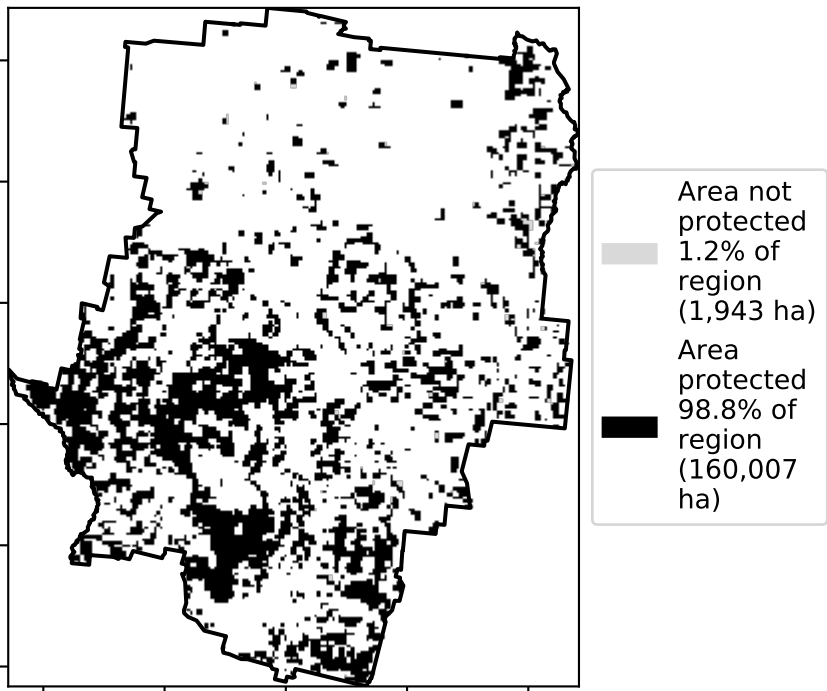 Area not
protected
1.2% of
region
(1,943 ha)
Area
protected
98.8% of
region
(160,007
ha)